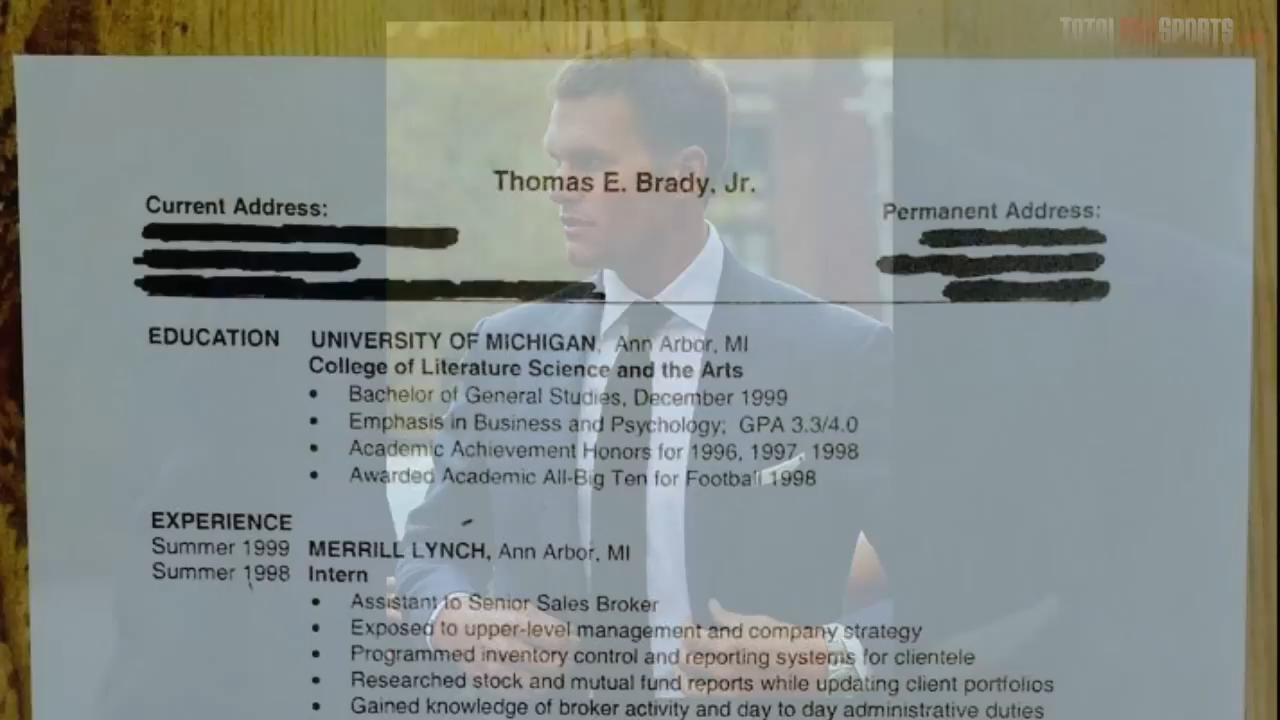 TOTAL PRO SPORTS
Thomas E. Brady, Jr.
Current Address:
Permanent Address:
EDUCATION UNIVERSITY OF MICHIGAN, Ann Arbor, MI
College of Literature Science and the Arts
• Bachelor of General Studies, December 1999
• Emphasis in Business and Psychology; GPA 3.3/4.0
• Academic Achievement Honors for 1996, 1997, 1998
• Awarded Academic All-Big Ten for Football 1998
EXPERIENCE
Summer 1999 MERRILL LYNCH, Ann Arbor, MI
Summer 1998 Intern
• Assistant to Senior Sales Broker
• Exposed to upper-level management and company strategy
• Programmed inventory control and reporting systems for clientele
• Researched stock and mutual fund reports while updating client portfolios
• Gained knowledge of broker activity and day to day administrative duties